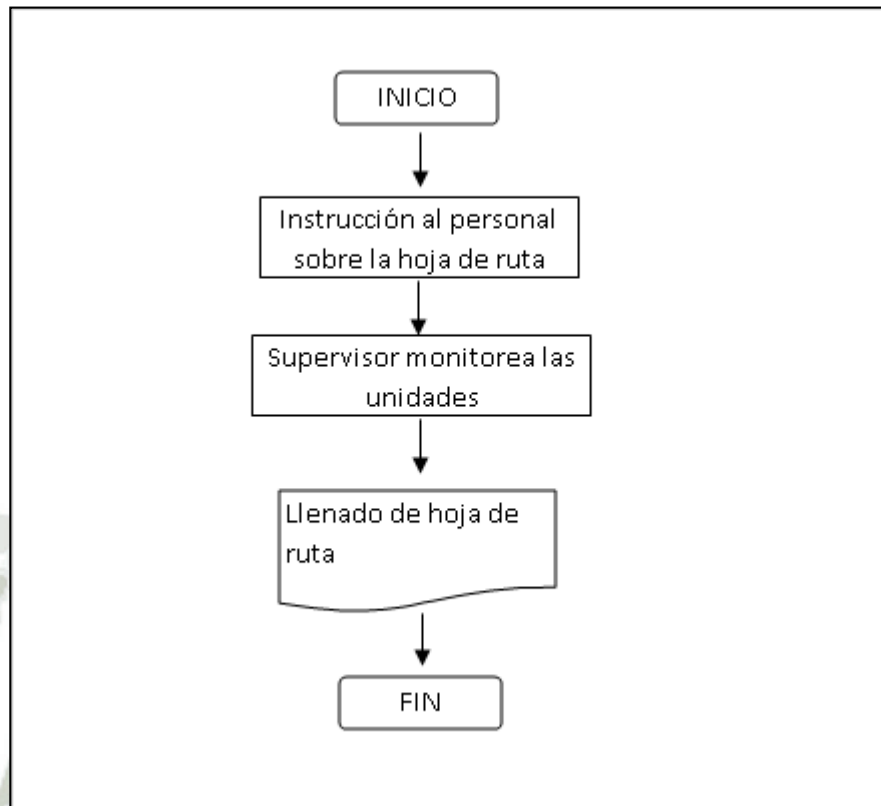 INICIO
Instrucción al personal
sobre la hoja de ruta
Supervisor monitorea las
unidades
Llenado de hoja de
ruta
FIN